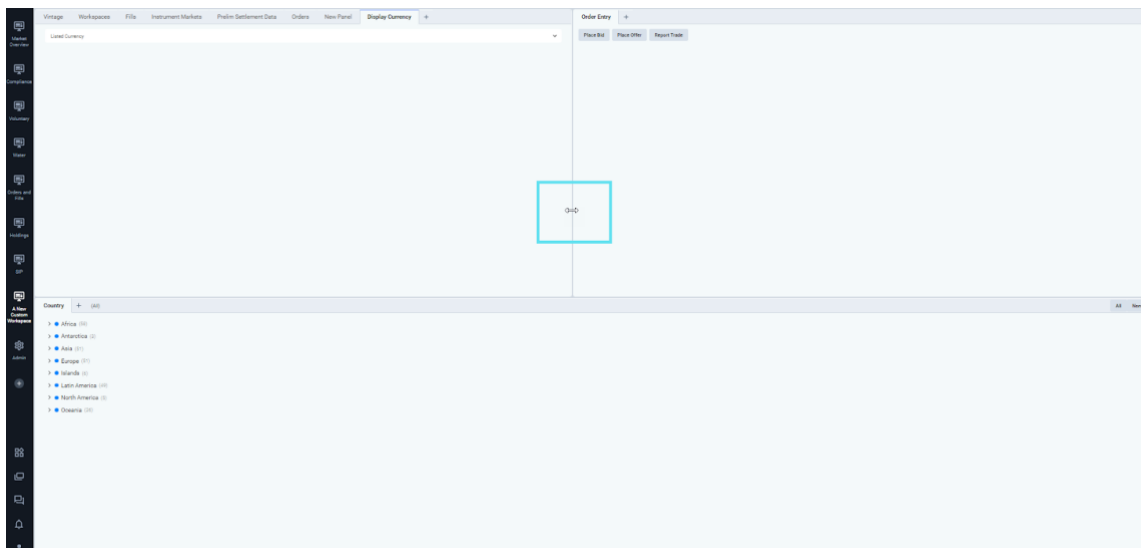 Market
Overview
Compliance
Voluntary
Water
Orders and
Fills
Holdings
SIP
A New
Custom
Workspace
Admin
Vintage Workspaces Fills Instrument Markets Prelim Settlement Data Orders New Panel Display Currency +
Listed Currency
Order Entry +
Place Bid Place Offer Report Trade
Country + (All)
All
> Africa
> Antarctica
> Asia
> Europe
> Islands
> Latin America
> North America
> Oceania